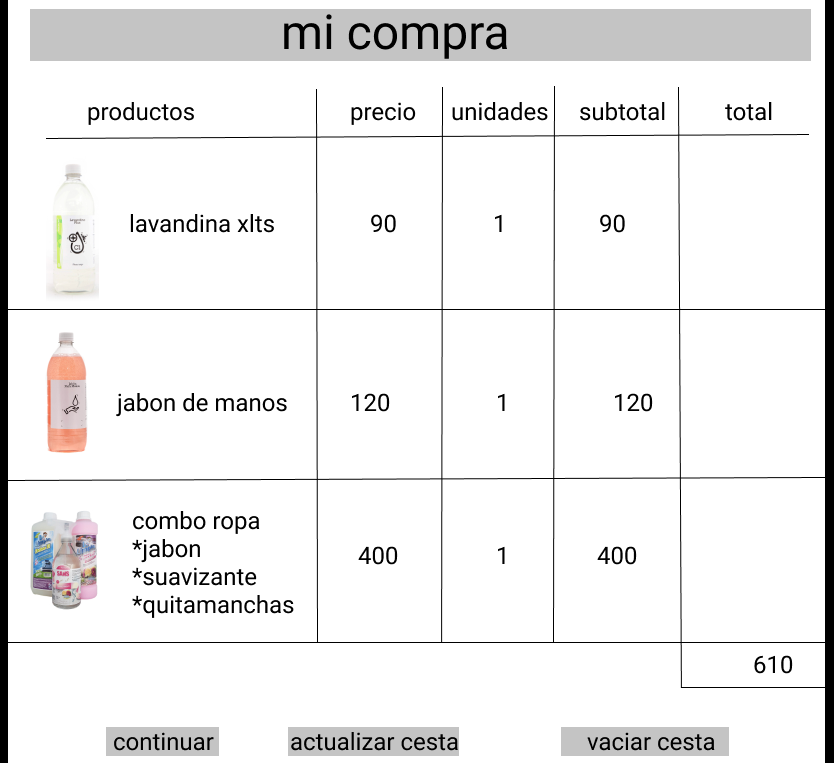 mi compra
productos precio unidades subtotal total
lavandina xlts 90 1 90
jabon de manos 120 1 120
combo ropa
*jabon
*suavizante
*quitamanchas
400 1 400
610
continuar actualizar cesta vaciar cesta